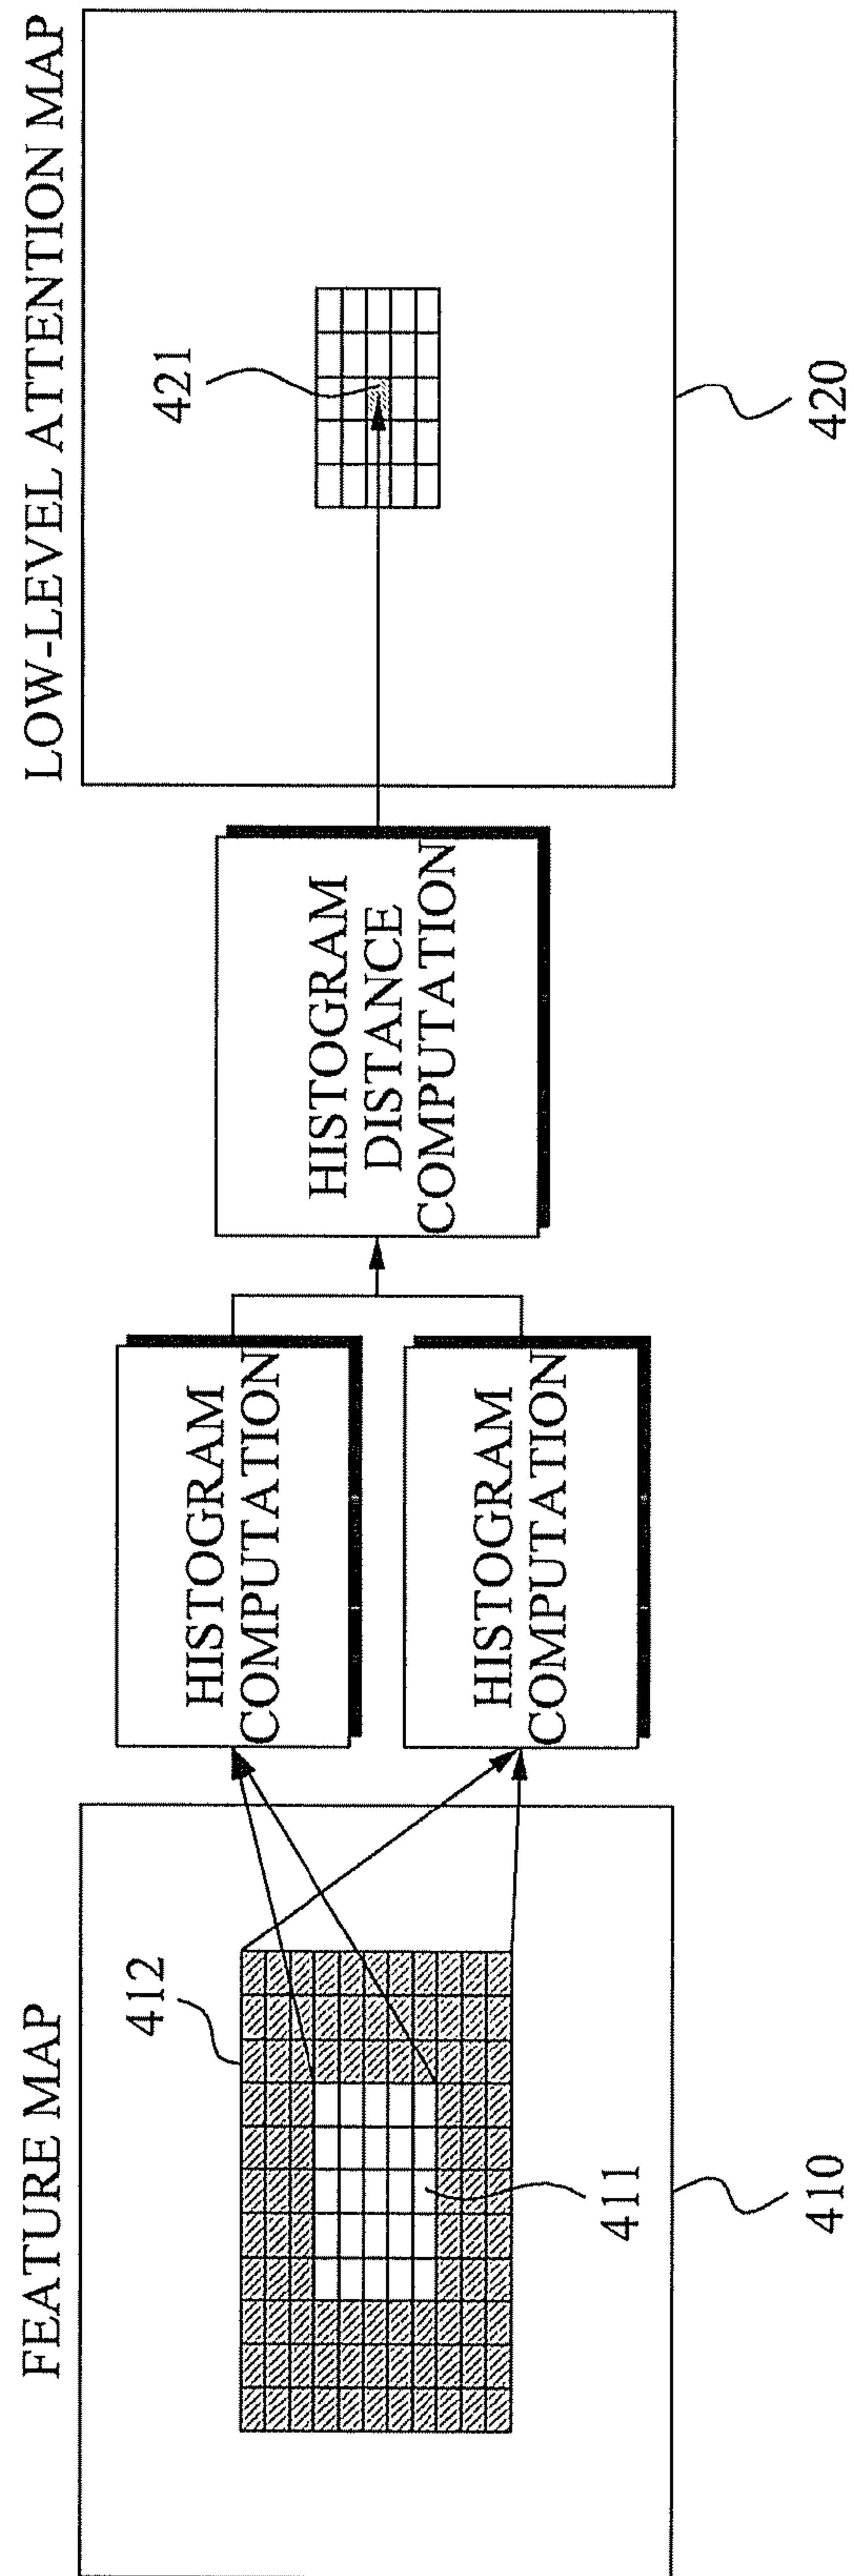 FEATURE MAP
412
411
410
HISTOGRAM
COMPUTATION
HISTOGRAM
COMPUTATION
HISTOGRAM
DISTANCE
COMPUTATION
LOW-LEVEL ATTENTION MAP
421
420